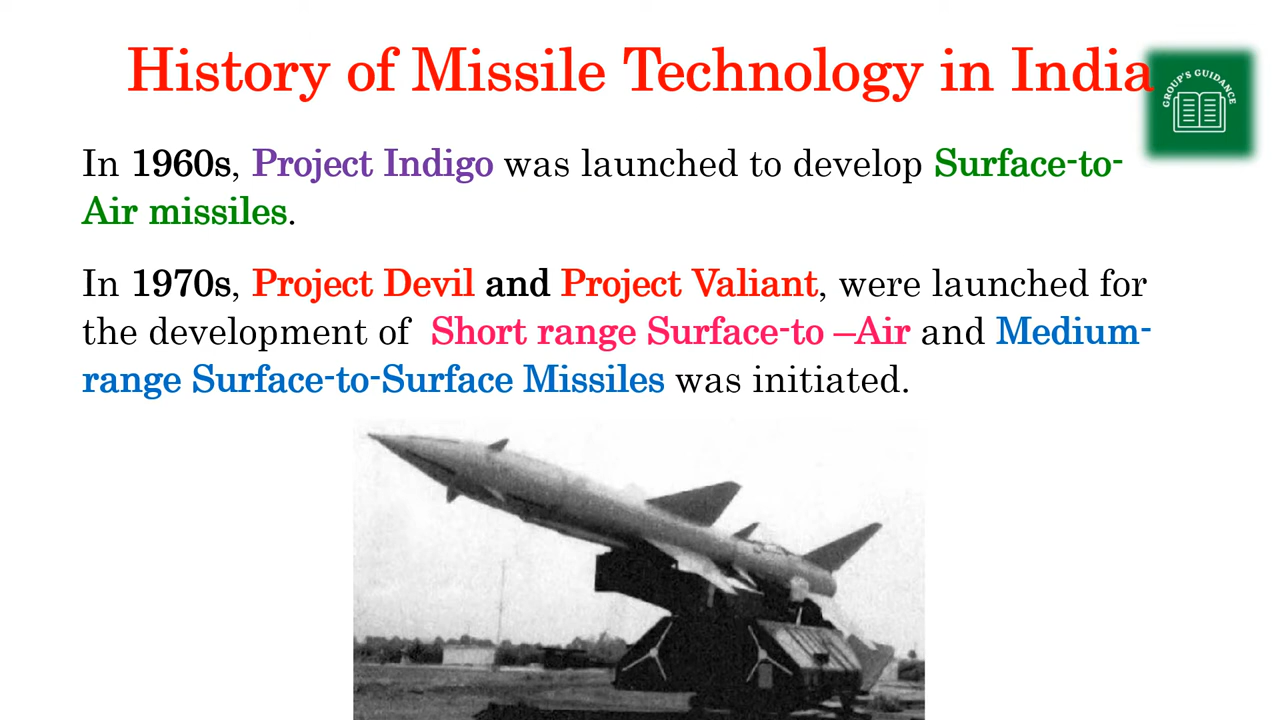 History of Missile Technology in India
GROUP'S GUIDANCE
In 1960s, Project Indigo was launched to develop Surface-to-
Air missiles.
In 1970s, Project Devil and Project Valiant, were launched for
the development of  Short range Surface-to –Air and Medium-
range Surface-to-Surface Missiles was initiated.